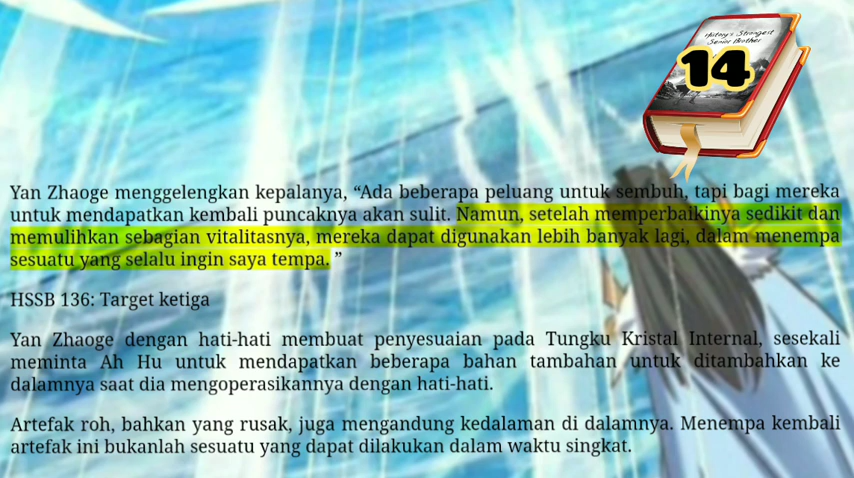 History's Strongest
Senior Brother
14
Yan Zhaoge menggelengkan kepalanya, “Ada beberapa peluang untuk sembuh, tapi bagi mereka
untuk mendapatkan kembali puncaknya akan sulit. Namun, setelah memperbaikinya sedikit dan
memulihkan sebagian vitalitasnya, mereka dapat digunakan lebih banyak lagi, dalam menempa
sesuatu yang selalu ingin saya tempa. ”
HSSB 136: Target ketiga
Yan Zhaoge dengan hati-hati membuat penyesuaian pada Tungku Kristal Internal, sesekali
meminta Ah Hu untuk mendapatkan beberapa bahan tambahan untuk ditambahkan ke
dalamnya saat dia mengoperasikannya dengan hati-hati.
Artefak roh, bahkan yang rusak, juga mengandung kedalaman di dalamnya. Menempa kembali
artefak ini bukanlah sesuatu yang dapat dilakukan dalam waktu singkat.